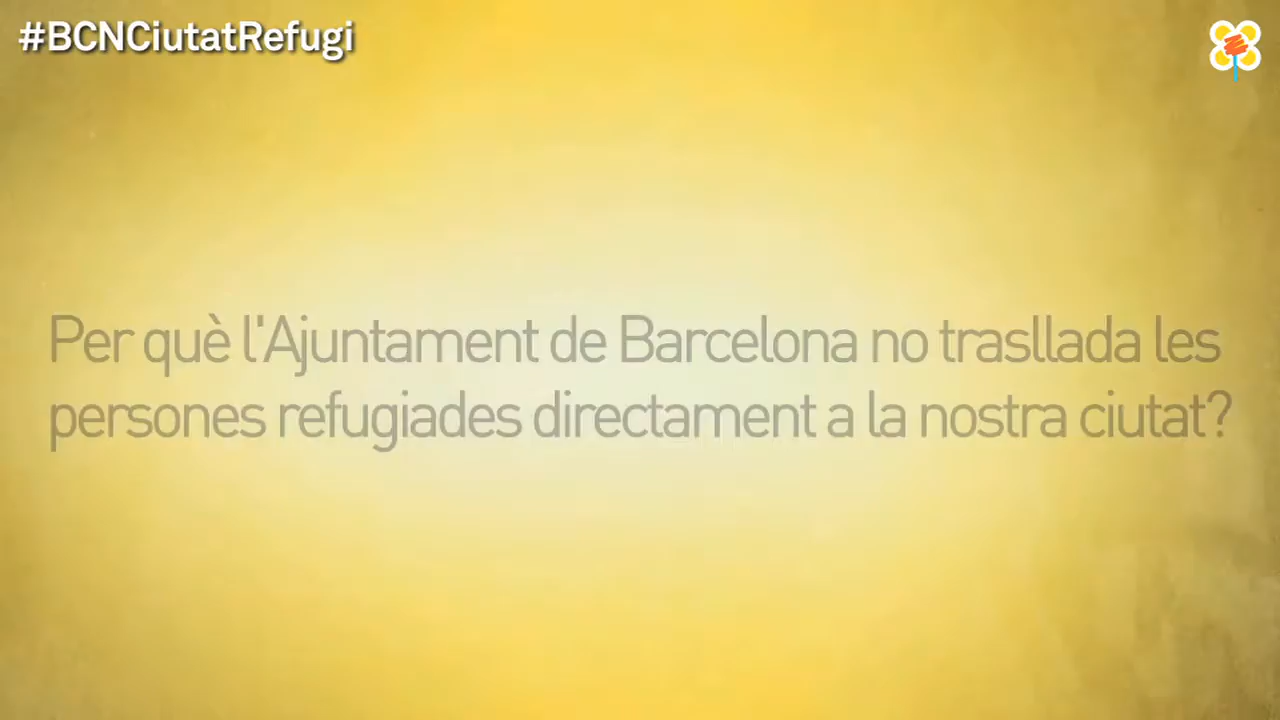 #BCNCiutatRefugi
Per què l'Ajuntament de Barcelona no trasllada les
persones refugiades directament a la nostra ciutat?